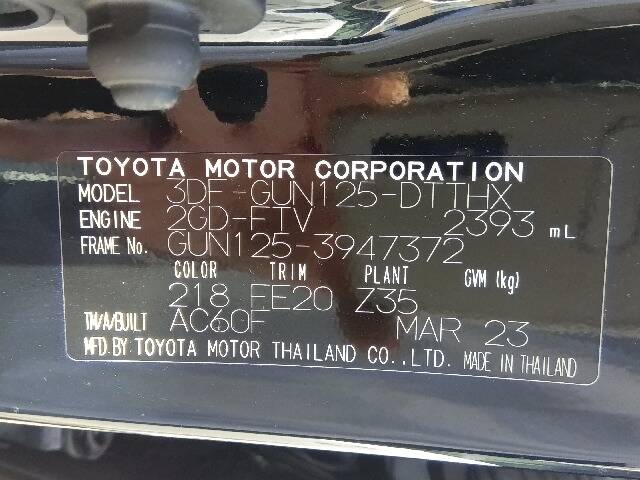 TOYOTA MOTOR CORPORATION
MODEL 3DF-GUN125-DTTHX
ENGINE 2GD-FTV 2393 mL
FRAME No. GUN125-3947372
COLOR TRIM PLANT GVM (kg)
218 FE20 Z35
TM/A/BUILT AC60F MAR 23
MFD.BY TOYOTA MOTOR THAILAND CO.,LTD. MADE IN THAILAND